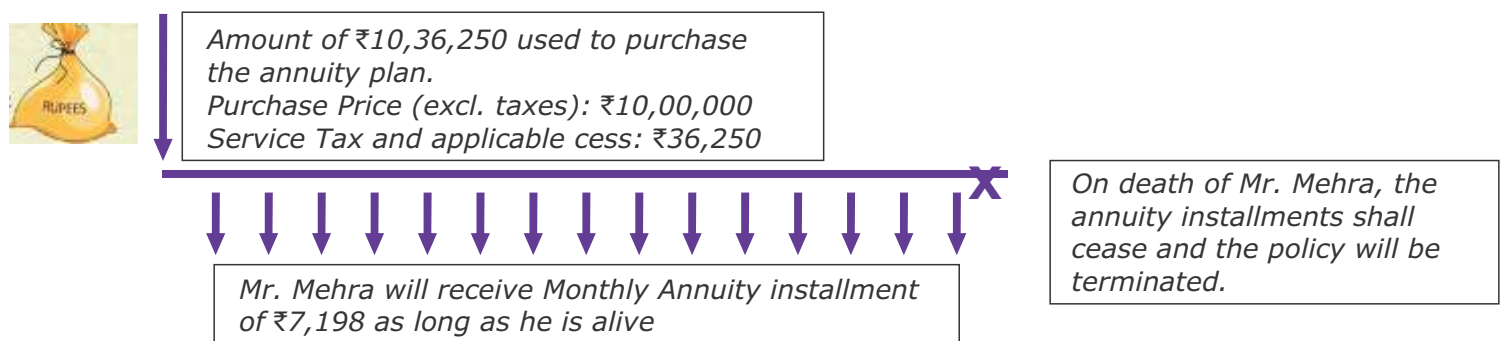 RUPEES
Amount of ₹10,36,250 used to purchase
the annuity plan.
Purchase Price (excl. taxes): ₹10,00,000
Service Tax and applicable cess: ₹36,250
X
On death of Mr. Mehra, the
annuity installments shall
cease and the policy will be
terminated.
Mr. Mehra will receive Monthly Annuity installment
of ₹7,198 as long as he is alive